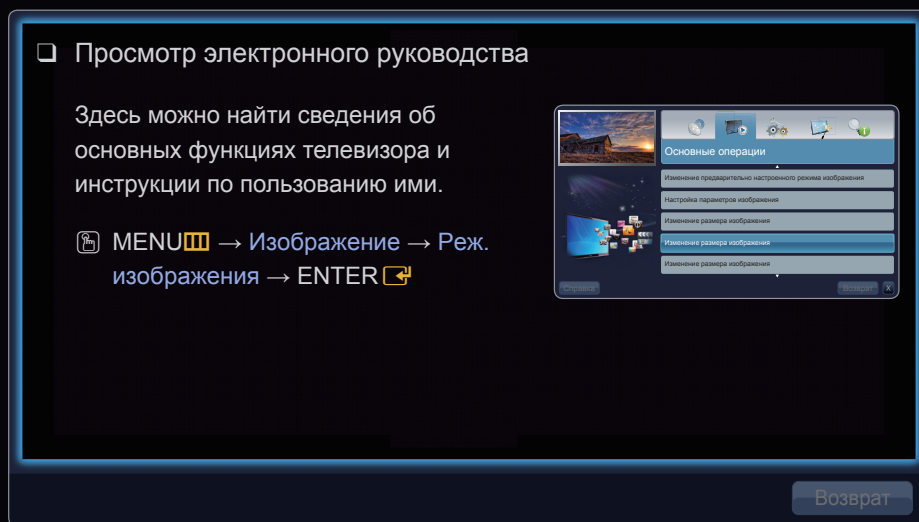 ❑ Просмотр электронного руководства
Здесь можно найти сведения об
основных функциях телевизора и
инструкции по пользованию ими.
MENU → Изображение → Реж.
изображения → ENTER
Основные операции
Изменение предварительно настроенного режима изображения
Настройка параметров изображения
Изменение размера изображения
Изменение размера изображения
Изменение размера изображения
Справка
Возврат X
Возврат